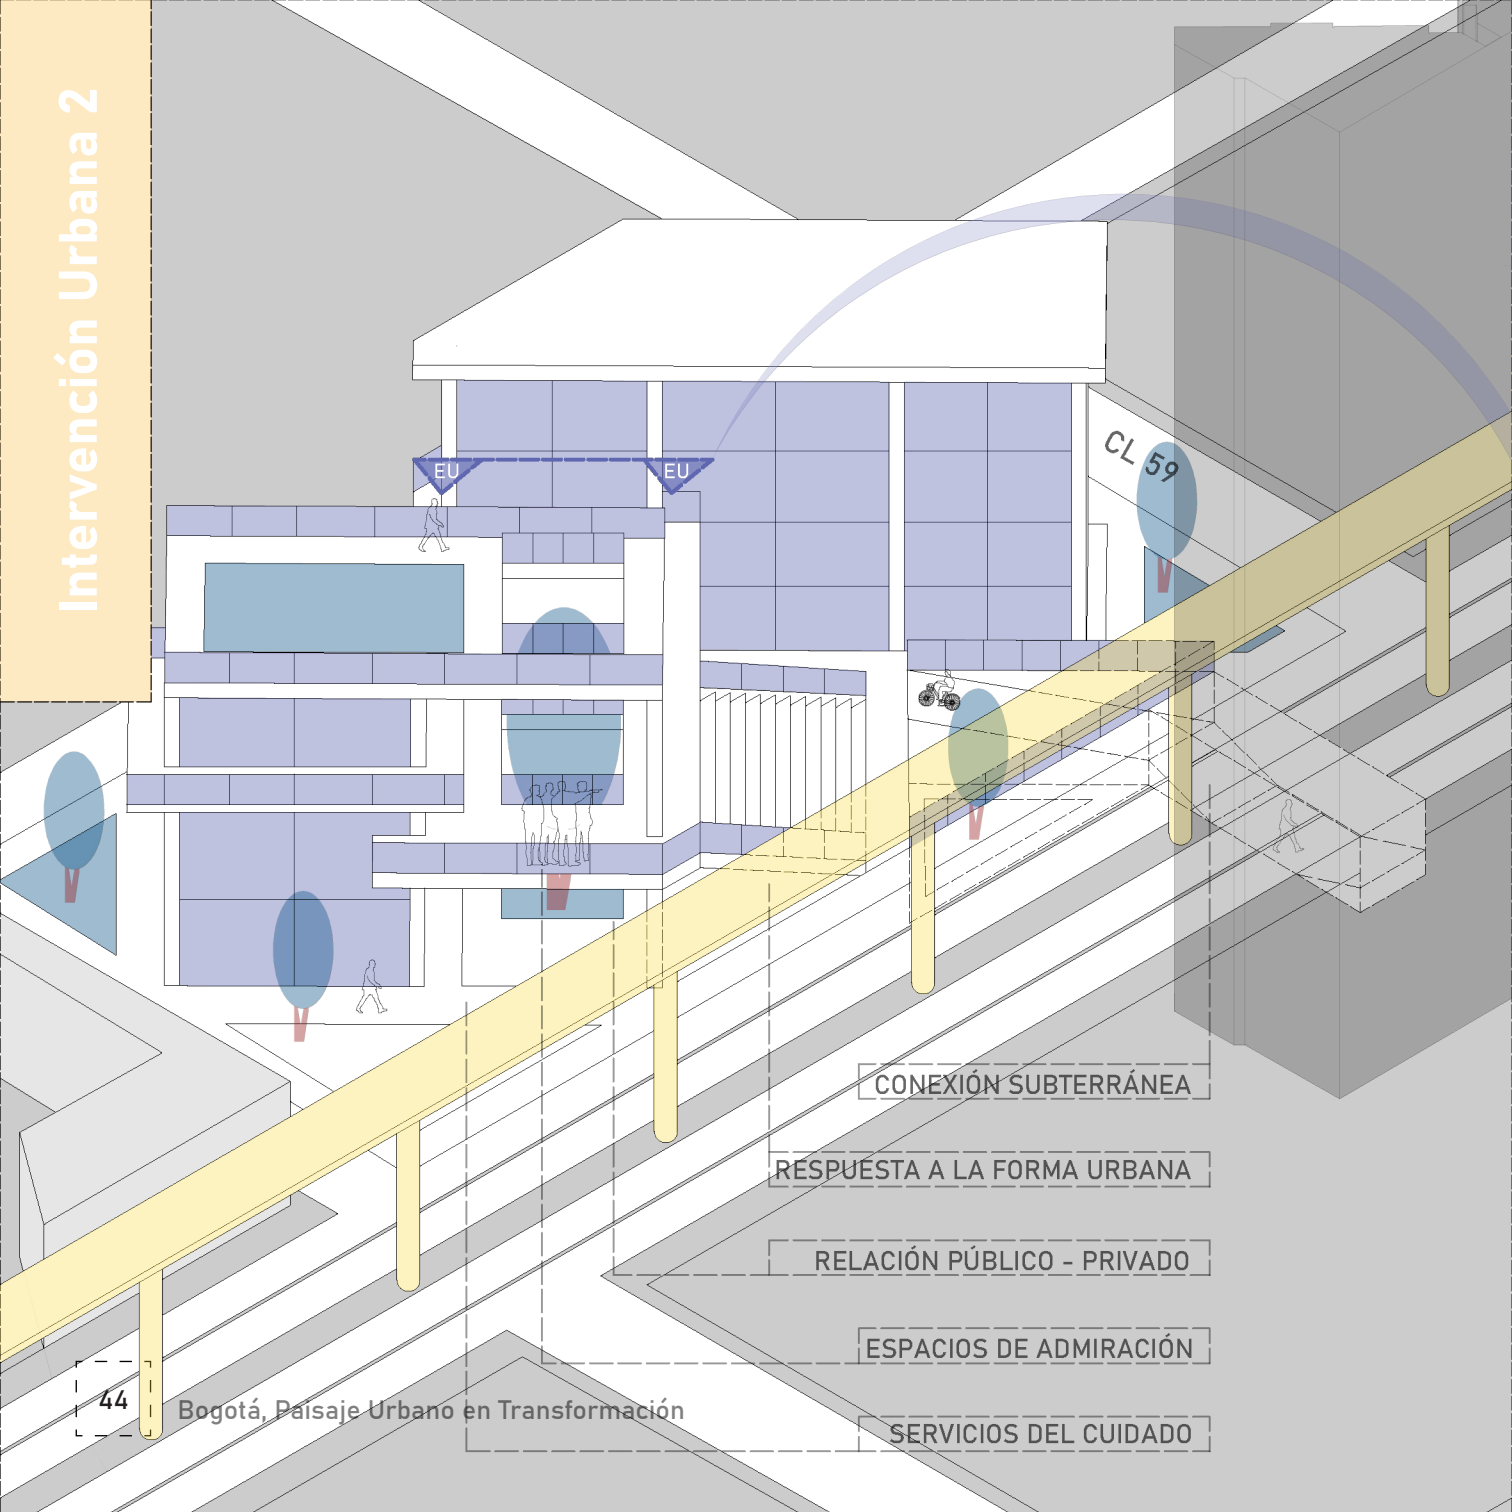 Intervención Urbana 2
EU
EU
CL 59
CONEXIÓN SUBTERRÁNEA
RESPUESTA A LA FORMA URBANA
RELACIÓN PÚBLICO - PRIVADO
ESPACIOS DE ADMIRACIÓN
SERVICIOS DEL CUIDADO
44
Bogotá, Paisaje Urbano en Transformación